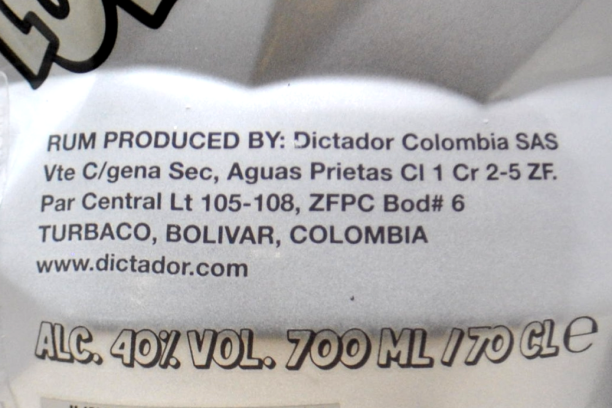 RUM PRODUCED BY: Dictador Colombia SAS
Vte C/gena Sec, Aguas Prietas Cl 1 Cr 2-5 ZF.
Par Central Lt 105-108, ZFPC Bod# 6
TURBACO, BOLIVAR, COLOMBIA
www.dictador.com
ALC. 40% VOL. 700 ML / 70 CL e